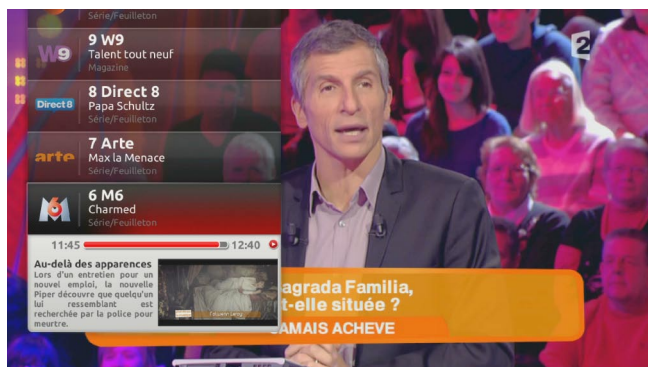 Série/Feuilleton
W9
9 W9
Talent tout neuf
Magazine
Direct 8
8 Direct 8
Papa Schultz
Série/Feuilleton
arte
7 Arte
Max la Menace
Série/Feuilleton
M6
6 M6
Charmed
Série/Feuilleton
11:45
12:40
Au-delà des apparences
Lors d'un entretien pour un
nouvel emploi, la nouvelle
Piper découvre que quelqu'un
lui ressemblant est
recherchée par la police pour
meurtre.
2
agrada Familia,
t-elle située ?
JAMAIS ACHEVE